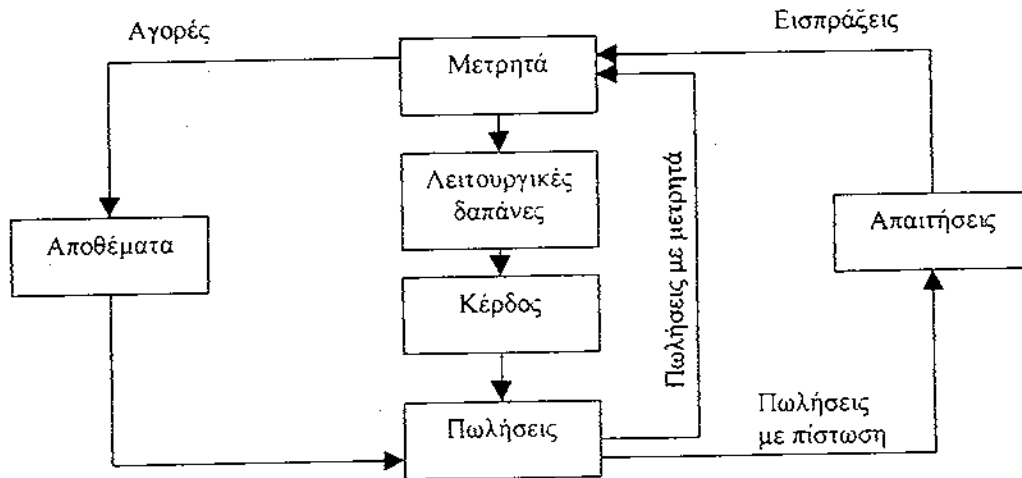 Αγορές
Εισπράξεις
Μετρητά
Λειτουργικές
δαπάνες
Πωλήσεις με μετρητά
Αποθέματα
Απαιτήσεις
Κέρδος
Πωλήσεις
Πωλήσεις
με πίστωση